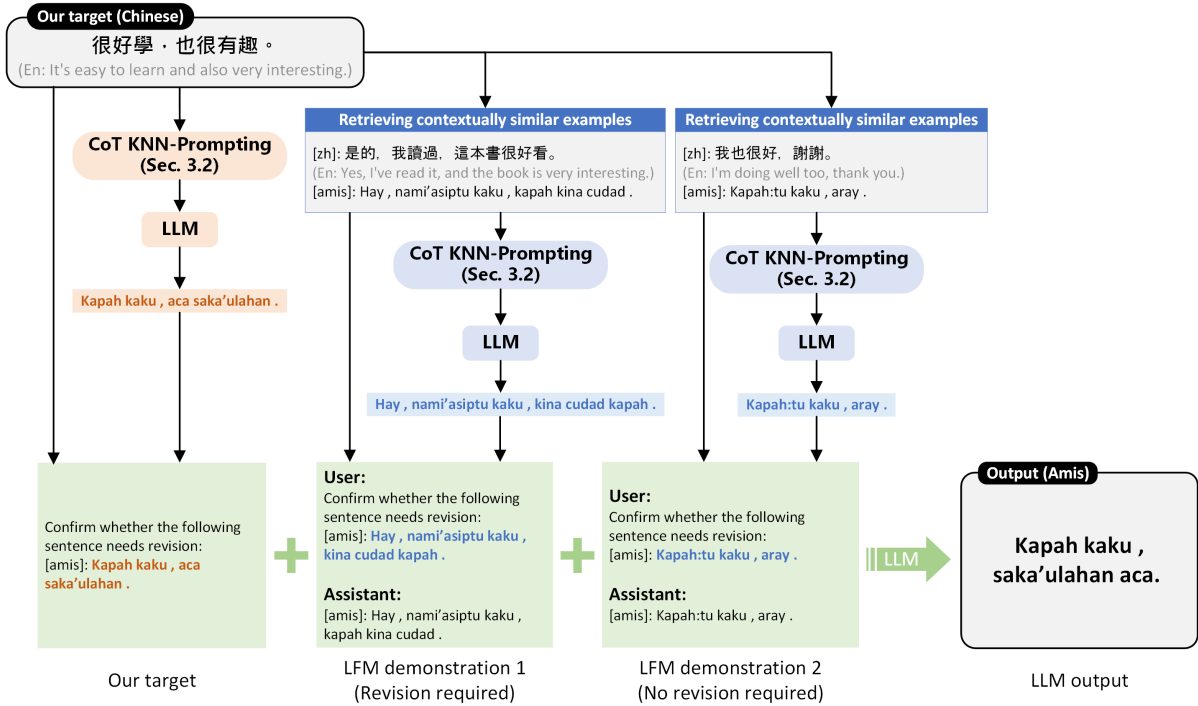 Our target (Chinese)
很好學，也很有趣。
(En: It's easy to learn and also very interesting.)
CoT KNN-Prompting
(Sec. 3.2)
LLM
Kapah kaku , aca saka’ulahan .
Retrieving contextually similar examples
[zh]: 是的，我讀過，這本書很好看。
(En: Yes, I've read it, and the book is very interesting.)
[amis]: Hay , nami’asiptu kaku , kapah kina cudad .
CoT KNN-Prompting
(Sec. 3.2)
LLM
Hay , nami’asiptu kaku , kina cudad kapah .
Retrieving contextually similar examples
[zh]: 我也很好，謝謝。
(En: I'm doing well too, thank you.)
[amis]: Kapah:tu kaku , aray .
CoT KNN-Prompting
(Sec. 3.2)
LLM
Kapah:tu kaku , aray .
Confirm whether the following
sentence needs revision:
[amis]: Kapah kaku , aca
saka’ulahan .
Our target
User:
Confirm whether the following
sentence needs revision:
[amis]: Hay , nami’asiptu kaku ,
kina cudad kapah .
Assistant:
[amis]: Hay , nami’asiptu kaku ,
kapah kina cudad .
LFM demonstration 1
(Revision required)
User:
Confirm whether the following
sentence needs revision:
[amis]: Kapah:tu kaku , aray .
Assistant:
[amis]: Kapah:tu kaku , aray .
LFM demonstration 2
(No revision required)
LLM
Output (Amis)
Kapah kaku ,
saka’ulahan aca.
LLM output